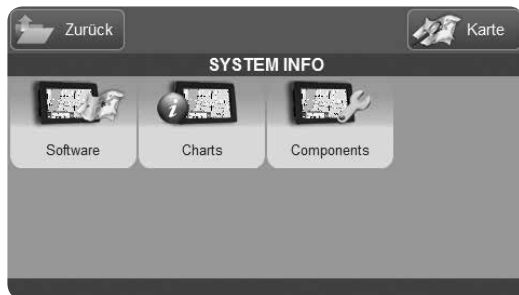 Zurück
Karte
SYSTEM INFO
Software
Charts
Components